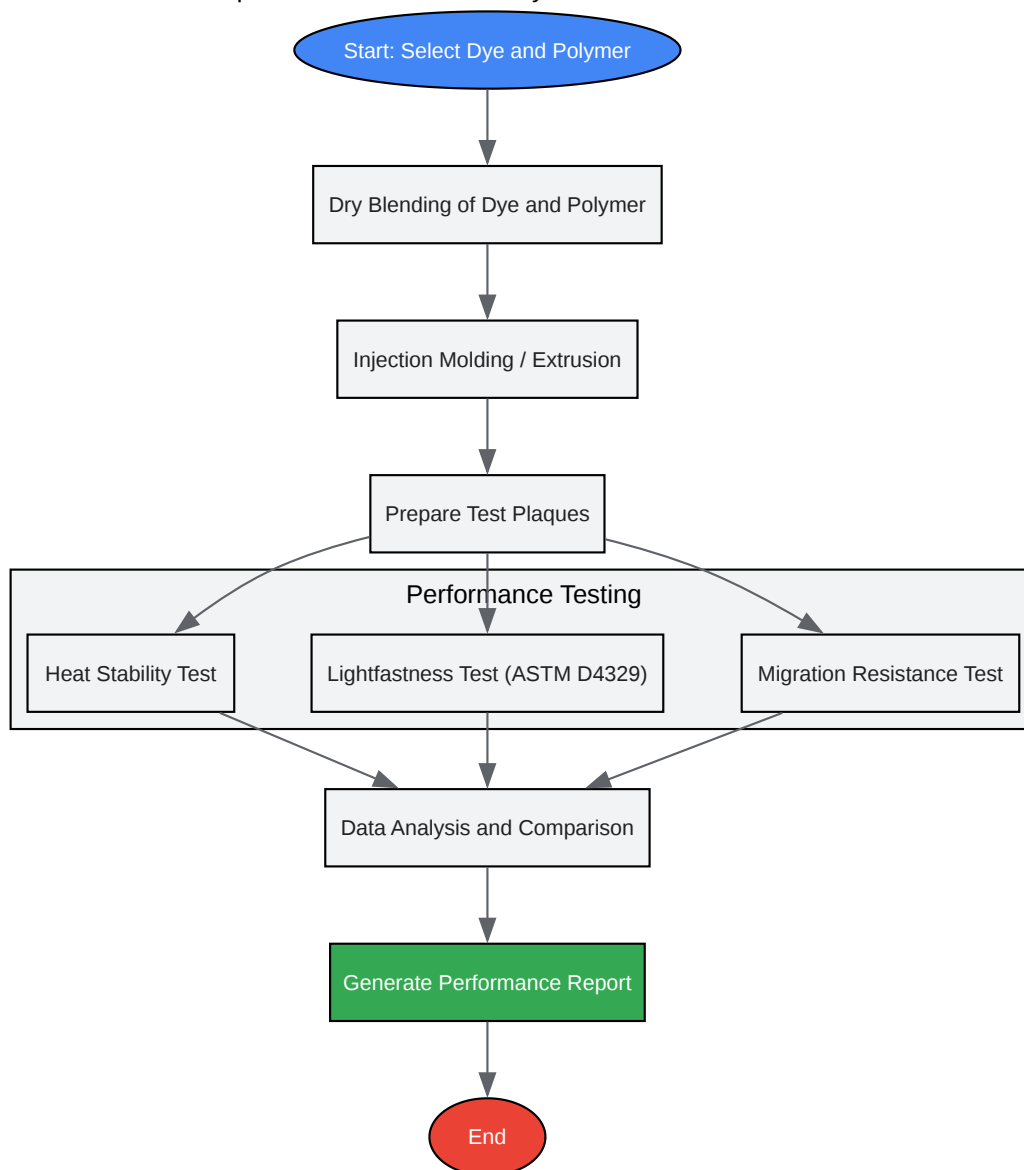 Start: Select Dye and Polymer
Dry Blending of Dye and Polymer
Injection Molding / Extrusion
Prepare Test Plaques
Performance Testing
Heat Stability Test
Lightfastness Test (ASTM D4329)
Migration Resistance Test
Data Analysis and Comparison
Generate Performance Report
End